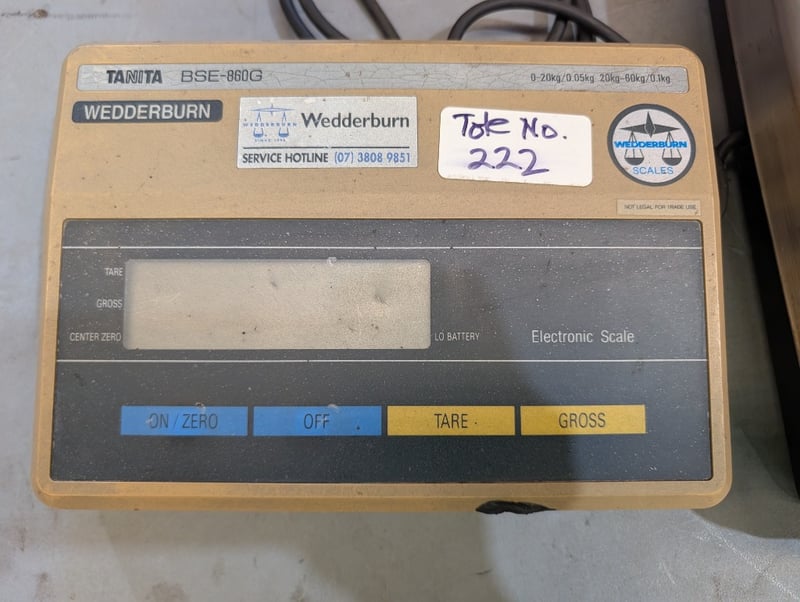 TANITA BSE-860G 0-20kg/0.05kg 20kg-60kg/0.1kg
WEDDERBURN
WEDDERBURN
Wedderburn
SERVICE HOTLINE (07) 3808 9851
Tare No.
222
WEDDERBURN
SCALES
NOT LEGAL FOR TRADE USE
TARE
GROSS
CENTER ZERO
LO BATTERY
Electronic Scale
ON / ZERO
OFF
TARE
GROSS